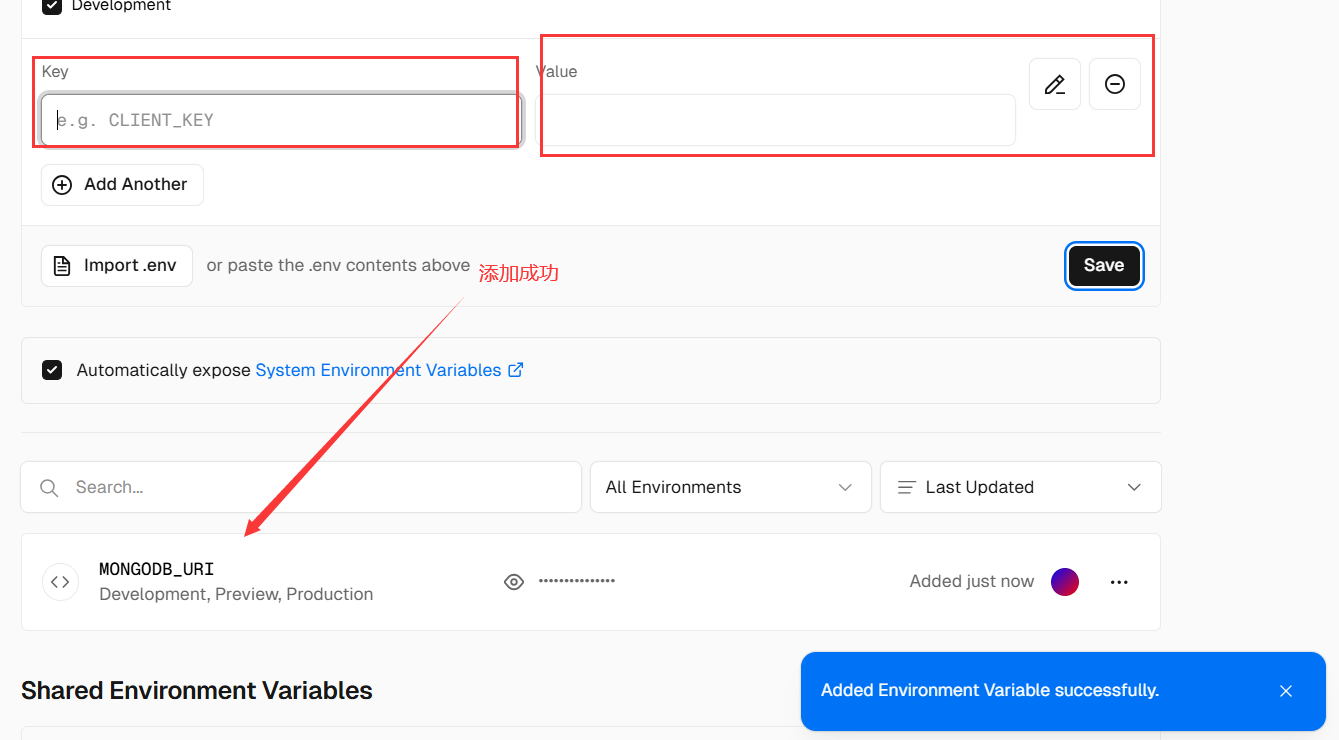 Development
Key
Value
e.g. CLIENT_KEY
Add Another
Import .env
or paste the .env contents above
添加成功
Save
Automatically expose System Environment Variables
Search...
All Environments
Last Updated
MONGODB_URI
Development, Preview, Production
•••••••••••••••
Added just now
Shared Environment Variables
Added Environment Variable successfully.